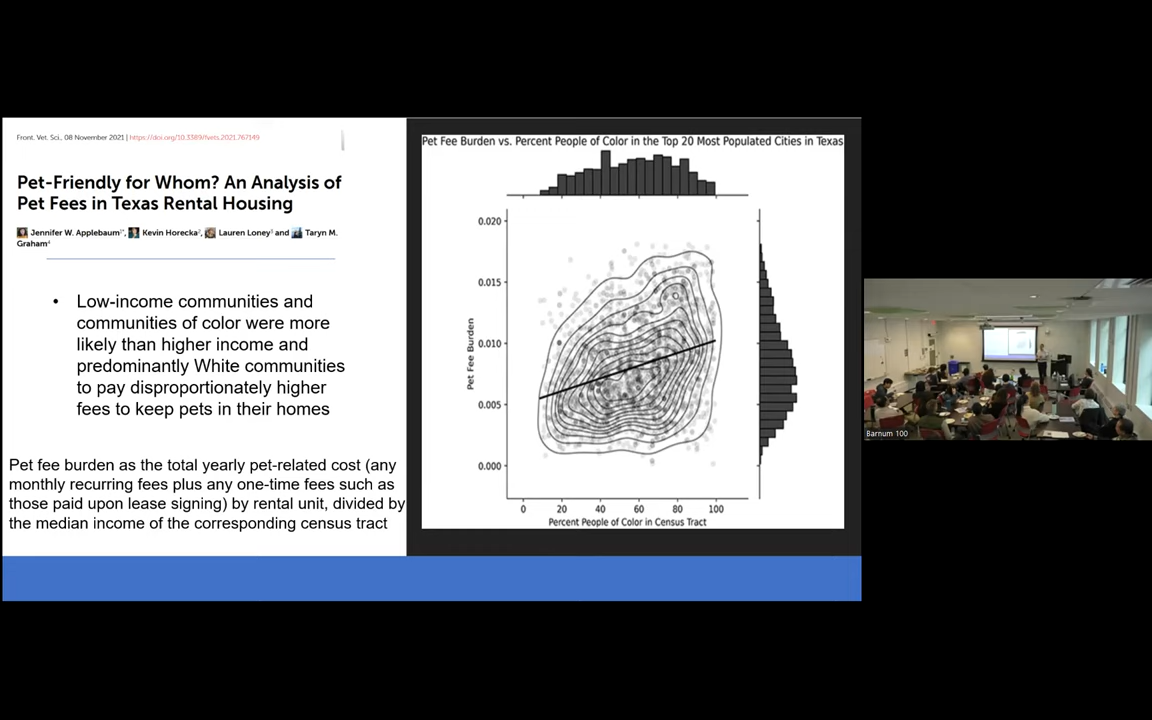 Front. Vet. Sci., 08 November 2021 | https://doi.org/10.3389/fvets.2021.767149
Pet-Friendly for Whom? An Analysis of
Pet Fees in Texas Rental Housing
Jennifer W. Applebaum1*, Kevin Horecka2, Lauren Loney3 and Taryn M.
Graham4
• Low-income communities and
communities of color were more
likely than higher income and
predominantly White communities
to pay disproportionately higher
fees to keep pets in their homes
Pet fee burden as the total yearly pet-related cost (any
monthly recurring fees plus any one-time fees such as
those paid upon lease signing) by rental unit, divided by
the median income of the corresponding census tract
Pet Fee Burden vs. Percent People of Color in the Top 20 Most Populated Cities in Texas
0.020
0.015
0.010
0.005
0.000
Pet Fee Burden
0 20 40 60 80 100
Percent People of Color in Census Tract
Barnum 100